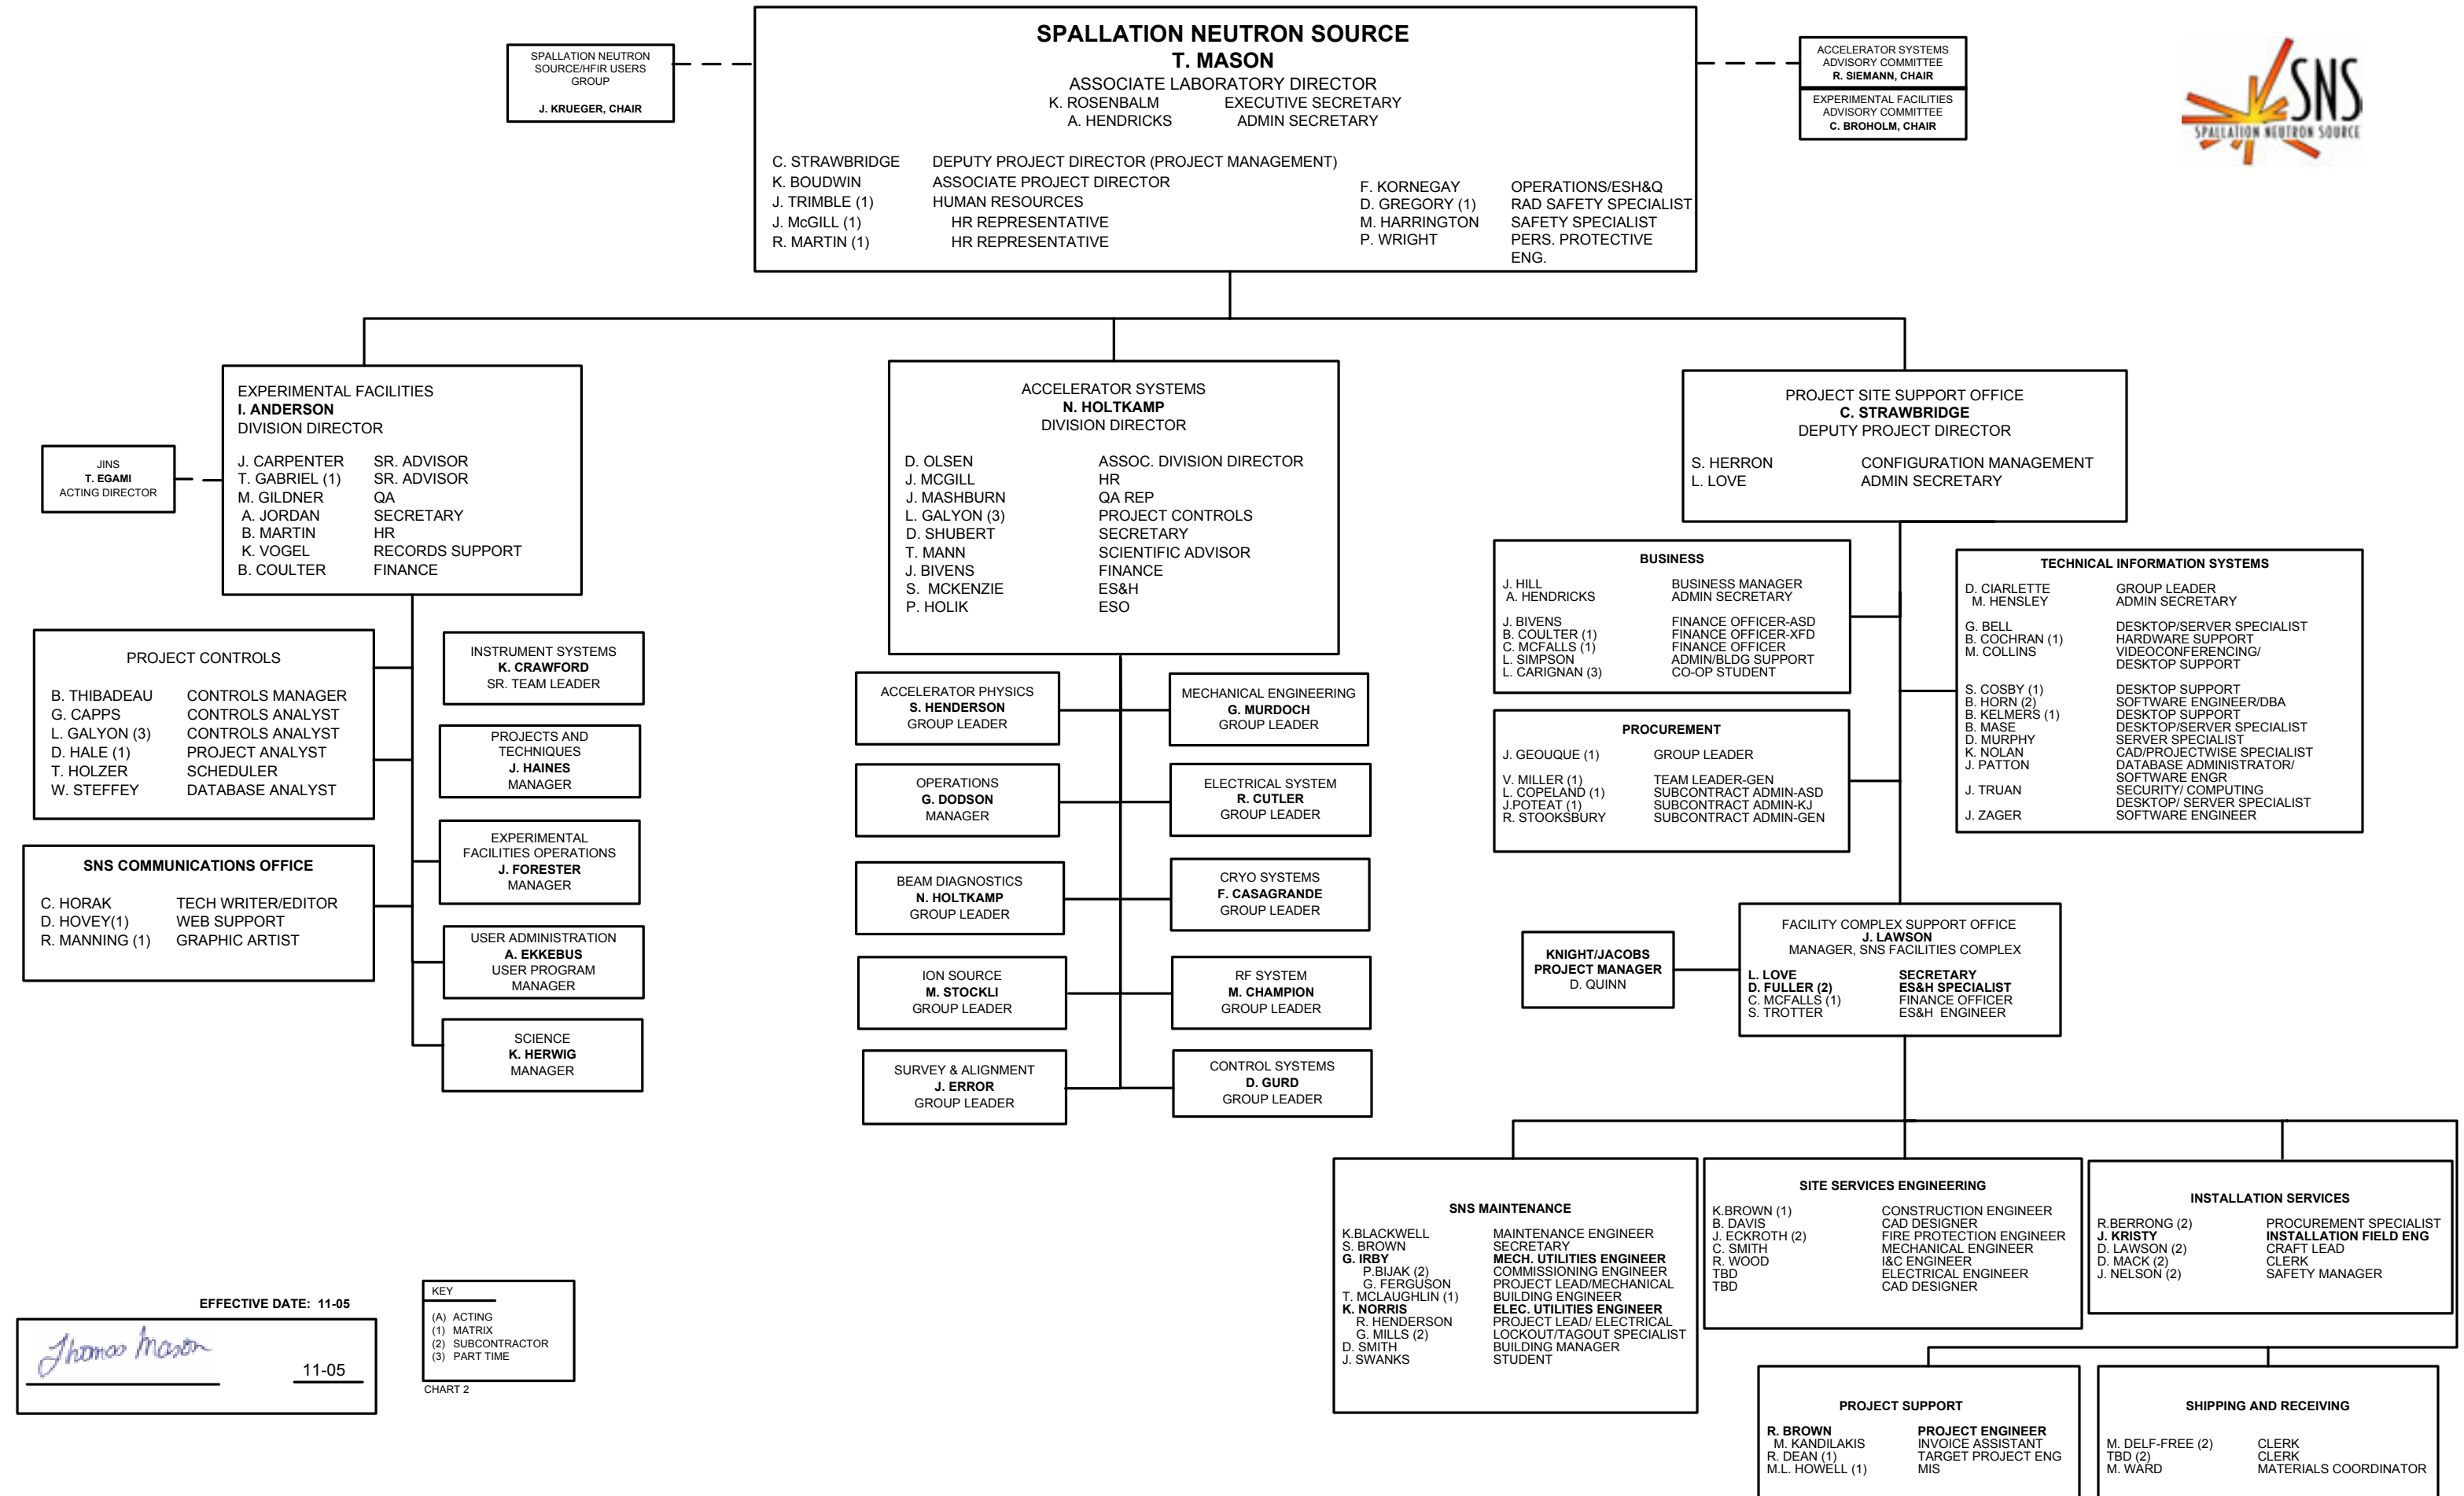 SPALLATION NEUTRON SOURCE
T. MASON
ASSOCIATE LABORATORY DIRECTOR
K. ROSENBALM EXECUTIVE SECRETARY
A. HENDRICKS ADMIN SECRETARY
C. STRAWBRIDGE DEPUTY PROJECT DIRECTOR (PROJECT MANAGEMENT)
K. BOUDWIN ASSOCIATE PROJECT DIRECTOR
J. TRIMBLE (1) HUMAN RESOURCES
J. McGILL (1) HR REPRESENTATIVE
R. MARTIN (1) HR REPRESENTATIVE
F. KORNEGAY OPERATIONS/ESH&Q
D. GREGORY (1) RAD SAFETY SPECIALIST
M. HARRINGTON SAFETY SPECIALIST
P. WRIGHT PERS. PROTECTIVE
ENG.
SPALLATION NEUTRON
SOURCE/HFIR USERS
GROUP
J. KRUEGER, CHAIR
ACCELERATOR SYSTEMS
ADVISORY COMMITTEE
R. SIEMANN, CHAIR
EXPERIMENTAL FACILITIES
ADVISORY COMMITTEE
C. BROHOLM, CHAIR
SNS
SPALLATION NEUTRON SOURCE
EXPERIMENTAL FACILITIES
I. ANDERSON
DIVISION DIRECTOR
J. CARPENTER SR. ADVISOR
T. GABRIEL (1) SR. ADVISOR
M. GILDNER QA
A. JORDAN SECRETARY
B. MARTIN HR
K. VOGEL RECORDS SUPPORT
B. COULTER FINANCE
JINS
T. EGAMI
ACTING DIRECTOR
PROJECT CONTROLS
B. THIBADEAU CONTROLS MANAGER
G. CAPPS CONTROLS ANALYST
L. GALYON (3) CONTROLS ANALYST
D. HALE (1) PROJECT ANALYST
T. HOLZER SCHEDULER
W. STEFFEY DATABASE ANALYST
SNS COMMUNICATIONS OFFICE
C. HORAK TECH WRITER/EDITOR
D. HOVEY(1) WEB SUPPORT
R. MANNING (1) GRAPHIC ARTIST
INSTRUMENT SYSTEMS
K. CRAWFORD
SR. TEAM LEADER
PROJECTS AND
TECHNIQUES
J. HAINES
MANAGER
EXPERIMENTAL
FACILITIES OPERATIONS
J. FORESTER
MANAGER
USER ADMINISTRATION
A. EKKEBUS
USER PROGRAM
MANAGER
SCIENCE
K. HERWIG
MANAGER
ACCELERATOR SYSTEMS
N. HOLTKAMP
DIVISION DIRECTOR
D. OLSEN ASSOC. DIVISION DIRECTOR
J. MCGILL HR
J. MASHBURN QA REP
L. GALYON (3) PROJECT CONTROLS
D. SHUBERT SECRETARY
T. MANN SCIENTIFIC ADVISOR
J. BIVENS FINANCE
S. MCKENZIE ES&H
P. HOLIK ESO
ACCELERATOR PHYSICS
S. HENDERSON
GROUP LEADER
MECHANICAL ENGINEERING
G. MURDOCH
GROUP LEADER
OPERATIONS
G. DODSON
MANAGER
ELECTRICAL SYSTEM
R. CUTLER
GROUP LEADER
BEAM DIAGNOSTICS
N. HOLTKAMP
GROUP LEADER
CRYO SYSTEMS
F. CASAGRANDE
GROUP LEADER
ION SOURCE
M. STOCKLI
GROUP LEADER
RF SYSTEM
M. CHAMPION
GROUP LEADER
SURVEY & ALIGNMENT
J. ERROR
GROUP LEADER
CONTROL SYSTEMS
D. GURD
GROUP LEADER
PROJECT SITE SUPPORT OFFICE
C. STRAWBRIDGE
DEPUTY PROJECT DIRECTOR
S. HERRON CONFIGURATION MANAGEMENT
L. LOVE ADMIN SECRETARY
BUSINESS
J. HILL BUSINESS MANAGER
A. HENDRICKS ADMIN SECRETARY
J. BIVENS FINANCE OFFICER-ASD
B. COULTER (1) FINANCE OFFICER-XFD
C. MCFALLS (1) FINANCE OFFICER
L. SIMPSON ADMIN/BLDG SUPPORT
L. CARIGNAN (3) CO-OP STUDENT
PROCUREMENT
J. GEOUQUE (1) GROUP LEADER
V. MILLER (1) TEAM LEADER-GEN
L. COPELAND (1) SUBCONTRACT ADMIN-ASD
J.POTEAT (1) SUBCONTRACT ADMIN-KJ
R. STOOKSBURY SUBCONTRACT ADMIN-GEN
TECHNICAL INFORMATION SYSTEMS
D. CIARLETTE GROUP LEADER
M. HENSLEY ADMIN SECRETARY
G. BELL DESKTOP/SERVER SPECIALIST
B. COCHRAN (1) HARDWARE SUPPORT
M. COLLINS VIDEOCONFERENCING/
DESKTOP SUPPORT
S. COSBY (1) DESKTOP SUPPORT
B. HORN (2) SOFTWARE ENGINEER/DBA
B. KELMERS (1) DESKTOP SUPPORT
B. MASE DESKTOP/SERVER SPECIALIST
D. MURPHY SERVER SPECIALIST
K. NOLAN CAD/PROJECTWISE SPECIALIST
J. PATTON DATABASE ADMINISTRATOR/
SOFTWARE ENGR
J. TRUAN SECURITY/ COMPUTING
DESKTOP/ SERVER SPECIALIST
J. ZAGER SOFTWARE ENGINEER
KNIGHT/JACOBS
PROJECT MANAGER
D. QUINN
FACILITY COMPLEX SUPPORT OFFICE
J. LAWSON
MANAGER, SNS FACILITIES COMPLEX
L. LOVE SECRETARY
D. FULLER (2) ES&H SPECIALIST
C. MCFALLS (1) FINANCE OFFICER
S. TROTTER ES&H ENGINEER
SNS MAINTENANCE
K.BLACKWELL MAINTENANCE ENGINEER
S. BROWN SECRETARY
G. IRBY MECH. UTILITIES ENGINEER
P.BIJAK (2) COMMISSIONING ENGINEER
G. FERGUSON PROJECT LEAD/MECHANICAL
T. MCLAUGHLIN (1) BUILDING ENGINEER
K. NORRIS ELEC. UTILITIES ENGINEER
R. HENDERSON PROJECT LEAD/ ELECTRICAL
G. MILLS (2) LOCKOUT/TAGOUT SPECIALIST
D. SMITH BUILDING MANAGER
J. SWANKS STUDENT
SITE SERVICES ENGINEERING
K.BROWN (1) CONSTRUCTION ENGINEER
B. DAVIS CAD DESIGNER
J. ECKROTH (2) FIRE PROTECTION ENGINEER
C. SMITH MECHANICAL ENGINEER
R. WOOD I&C ENGINEER
TBD ELECTRICAL ENGINEER
TBD CAD DESIGNER
INSTALLATION SERVICES
R.BERRONG (2) PROCUREMENT SPECIALIST
J. KRISTY INSTALLATION FIELD ENG
D. LAWSON (2) CRAFT LEAD
D. MACK (2) CLERK
J. NELSON (2) SAFETY MANAGER
PROJECT SUPPORT
R. BROWN PROJECT ENGINEER
M. KANDILAKIS INVOICE ASSISTANT
R. DEAN (1) TARGET PROJECT ENG
M.L. HOWELL (1) MIS
SHIPPING AND RECEIVING
M. DELF-FREE (2) CLERK
TBD (2) CLERK
M. WARD MATERIALS COORDINATOR
EFFECTIVE DATE: 11-05
Thomas Mason
11-05
KEY
(A) ACTING
(1) MATRIX
(2) SUBCONTRACTOR
(3) PART TIME
CHART 2